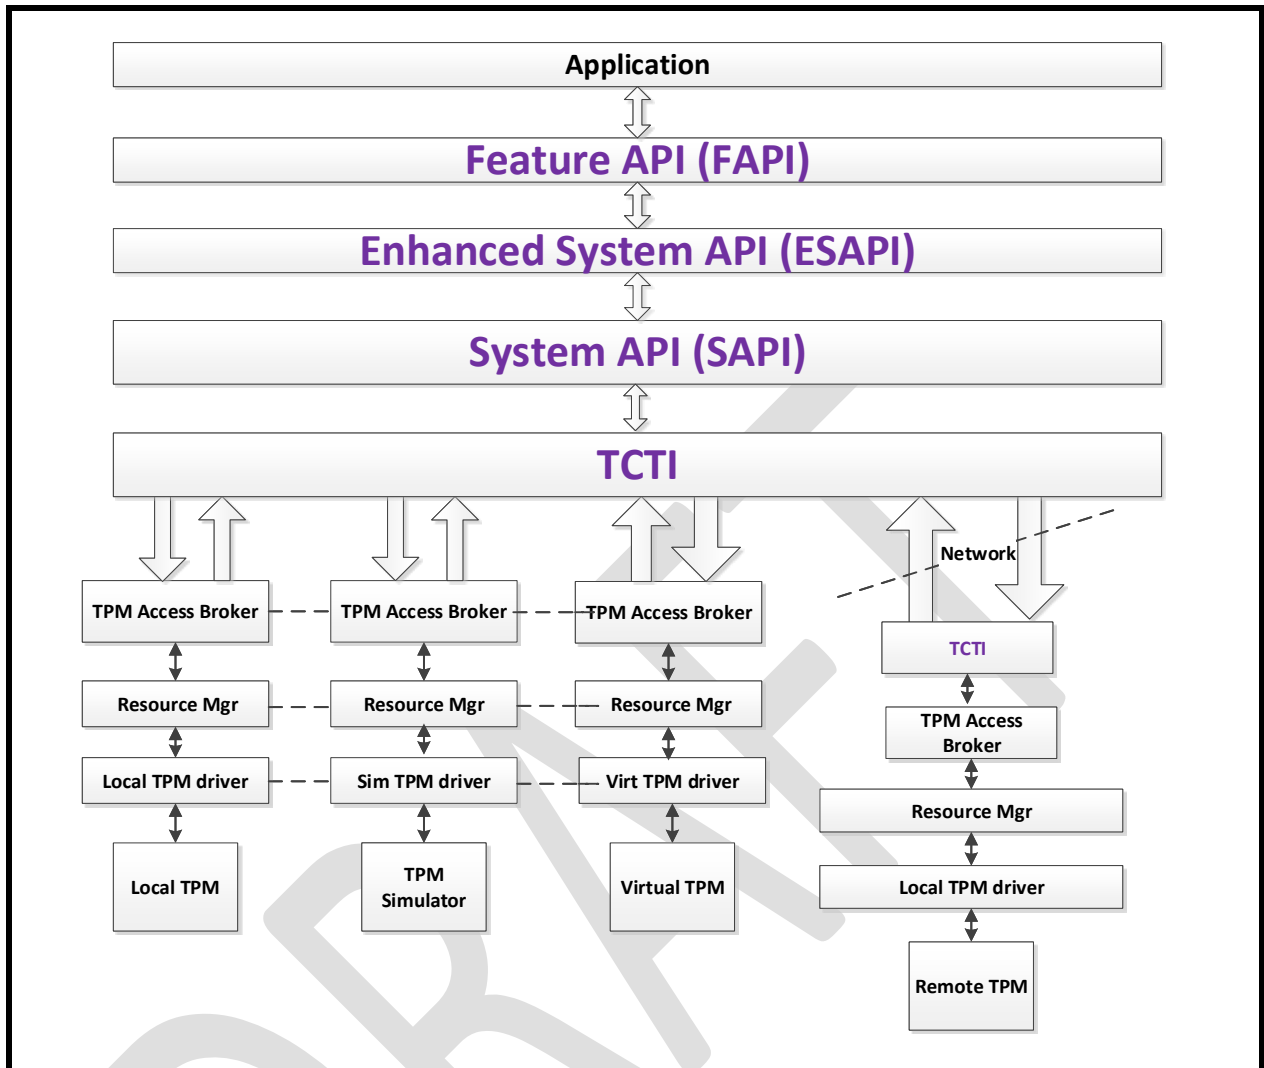 Application
Feature API (FAPI)
Enhanced System API (ESAPI)
System API (SAPI)
TCTI
Network
TPM Access Broker
TPM Access Broker
TPM Access Broker
TCTI
Resource Mgr
Resource Mgr
Resource Mgr
TPM Access
Broker
Local TPM driver
Sim TPM driver
Virt TPM driver
Resource Mgr
Local TPM
TPM
Simulator
Virtual TPM
Local TPM driver
Remote TPM
DRAFT